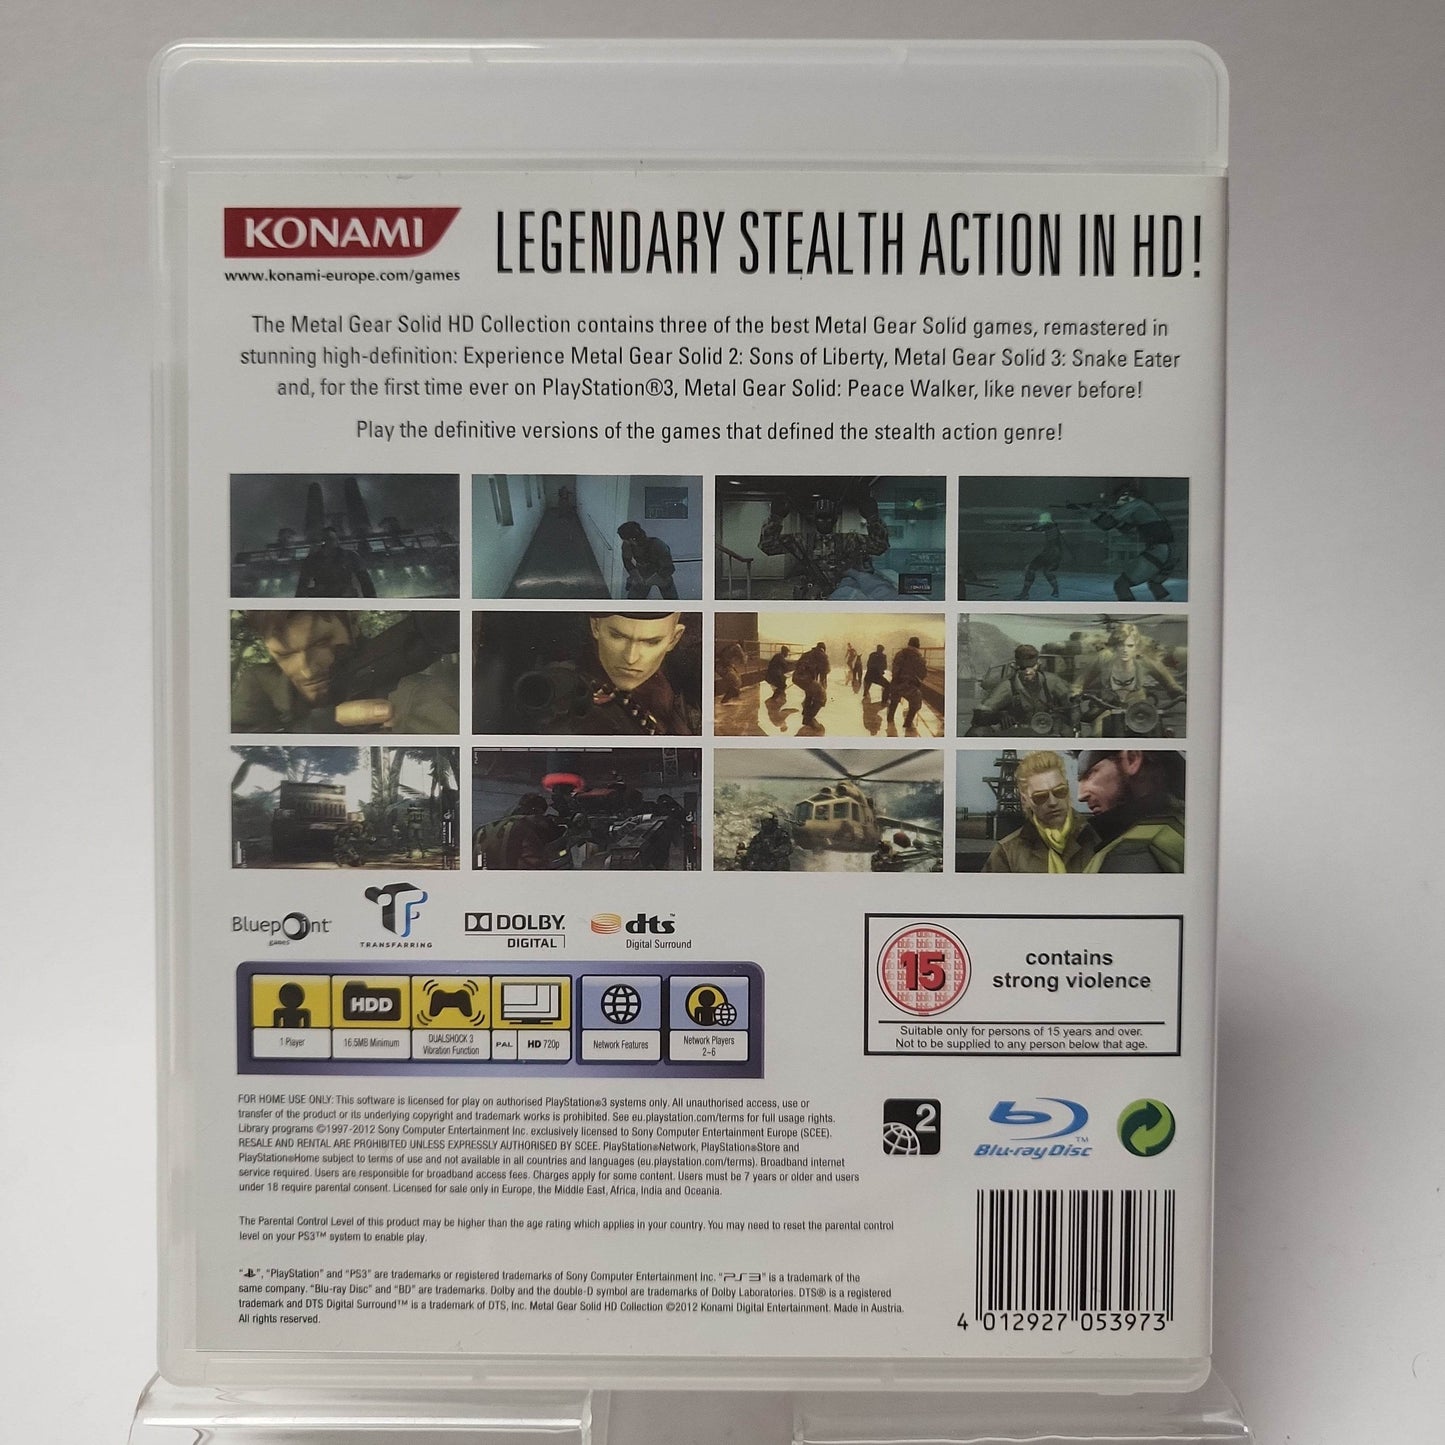 KONAMI
www.konami-europe.com/games
LEGENDARY STEALTH ACTION IN HD!
The Metal Gear Solid HD Collection contains three of the best Metal Gear Solid games, remastered in
stunning high-definition: Experience Metal Gear Solid 2: Sons of Liberty, Metal Gear Solid 3: Snake Eater
and, for the first time ever on PlayStation®3, Metal Gear Solid: Peace Walker, like never before!
Play the definitive versions of the games that defined the stealth action genre!
Bluepoint
games
TRANSFARRING
DOLBY
DIGITAL
dts
Digital Surround
15
contains
strong violence
Suitable only for persons of 15 years and over.
Not to be supplied to any person below that age.
HDD
1 Player
16.5MB Minimum
DUALSHOCK 3
Vibration Function
PAL
HD 720p
Network Features
Network Players
2-6
FOR HOME USE ONLY: This software is licensed for play on authorised PlayStation®3 systems only. All unauthorised access, use or
transfer of the product or its underlying copyright and trademark works is prohibited. See eu.playstation.com/terms for full usage rights.
Library programs ©1997-2012 Sony Computer Entertainment Inc. exclusively licensed to Sony Computer Entertainment Europe (SCEE).
RESALE AND RENTAL ARE PROHIBITED UNLESS EXPRESSLY AUTHORISED BY SCEE. PlayStation®Network, PlayStation®Store and
PlayStation®Home subject to terms of use and not available in all countries and languages (eu.playstation.com/terms). Broadband internet
service required. Users are responsible for broadband access fees. Charges apply for some content. Users must be 7 years or older and users
under 18 require parental consent. Licensed for sale only in Europe, the Middle East, Africa, India and Oceania.
The Parental Control Level of this product may be higher than the age rating which applies in your country. You may need to reset the parental control
level on your PS3™ system to enable play.
"", "PlayStation" and "PS3" are trademarks or registered trademarks of Sony Computer Entertainment Inc. "PS3" is a trademark of the
same company. "Blu-ray Disc" and "BD" are trademarks. Dolby and the double-D symbol are trademarks of Dolby Laboratories. DTS® is a registered
trademark and DTS Digital Surround™ is a trademark of DTS, Inc. Metal Gear Solid HD Collection ©2012 Konami Digital Entertainment. Made in Austria.
All rights reserved.
2
Blu-ray Disc™
4 012927 053973